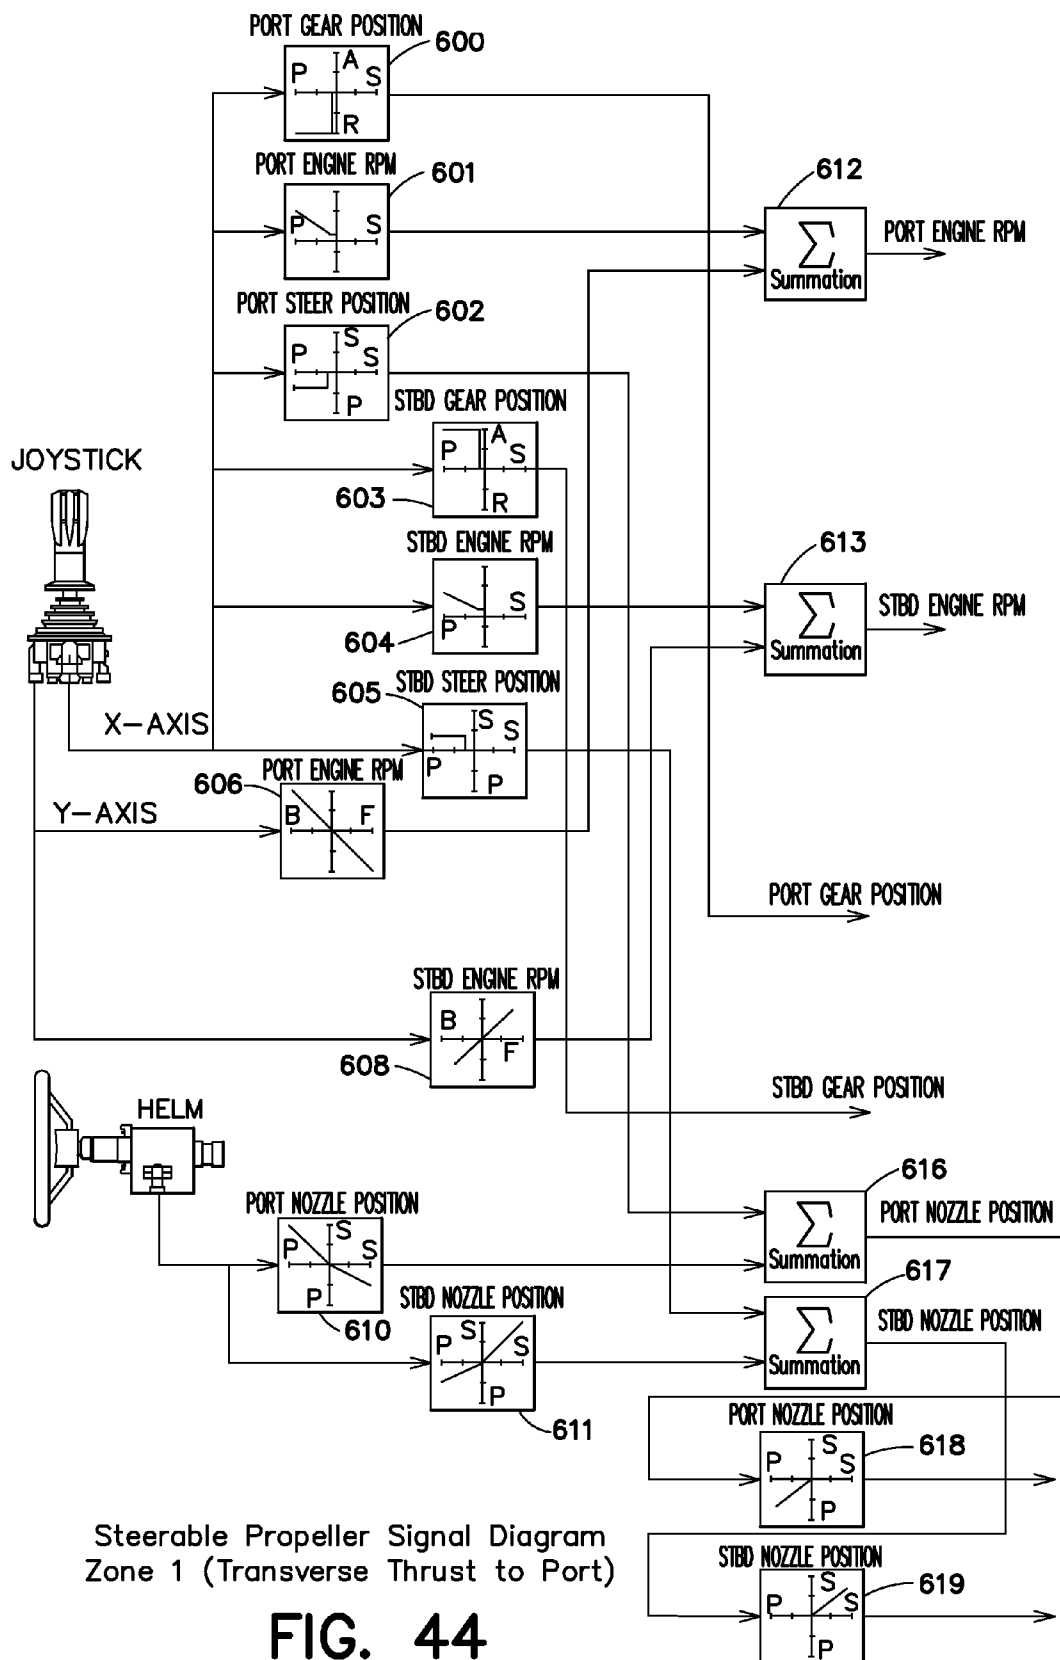 PORT GEAR POSITION
600
P A S
R
PORT ENGINE RPM
601
P S
612
Σ
Summation
PORT ENGINE RPM
PORT STEER POSITION
602
P S S
P
STBD GEAR POSITION
P A S
R
603
JOYSTICK
STBD ENGINE RPM
S
P
604
613
Σ
Summation
STBD ENGINE RPM
STBD STEER POSITION
605
S S
P P
X-AXIS
PORT ENGINE RPM
606
B F
Y-AXIS
PORT GEAR POSITION
STBD ENGINE RPM
B
F
608
STBD GEAR POSITION
HELM
PORT NOZZLE POSITION
P S S
P
610
616
Σ
Summation
PORT NOZZLE POSITION
STBD NOZZLE POSITION
P S S
P
611
617
Σ
Summation
STBD NOZZLE POSITION
PORT NOZZLE POSITION
618
P S S
P
STBD NOZZLE POSITION
619
P S S
P
Steerable Propeller Signal Diagram
Zone 1 (Transverse Thrust to Port)
FIG. 44